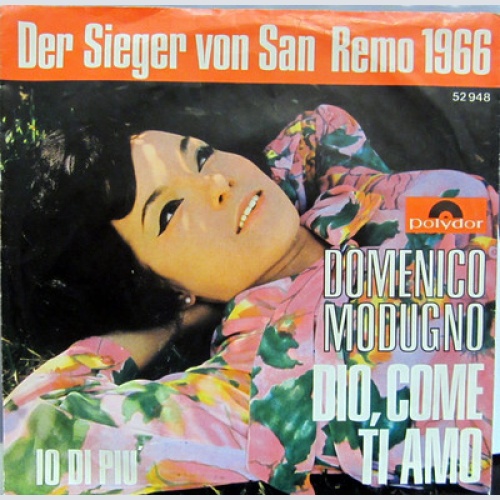 Der Sieger von San Remo 1966
52 948
Polydor
DOMENICO
MODUGNO
DIO, COME
TI AMO
IO DI PIU'